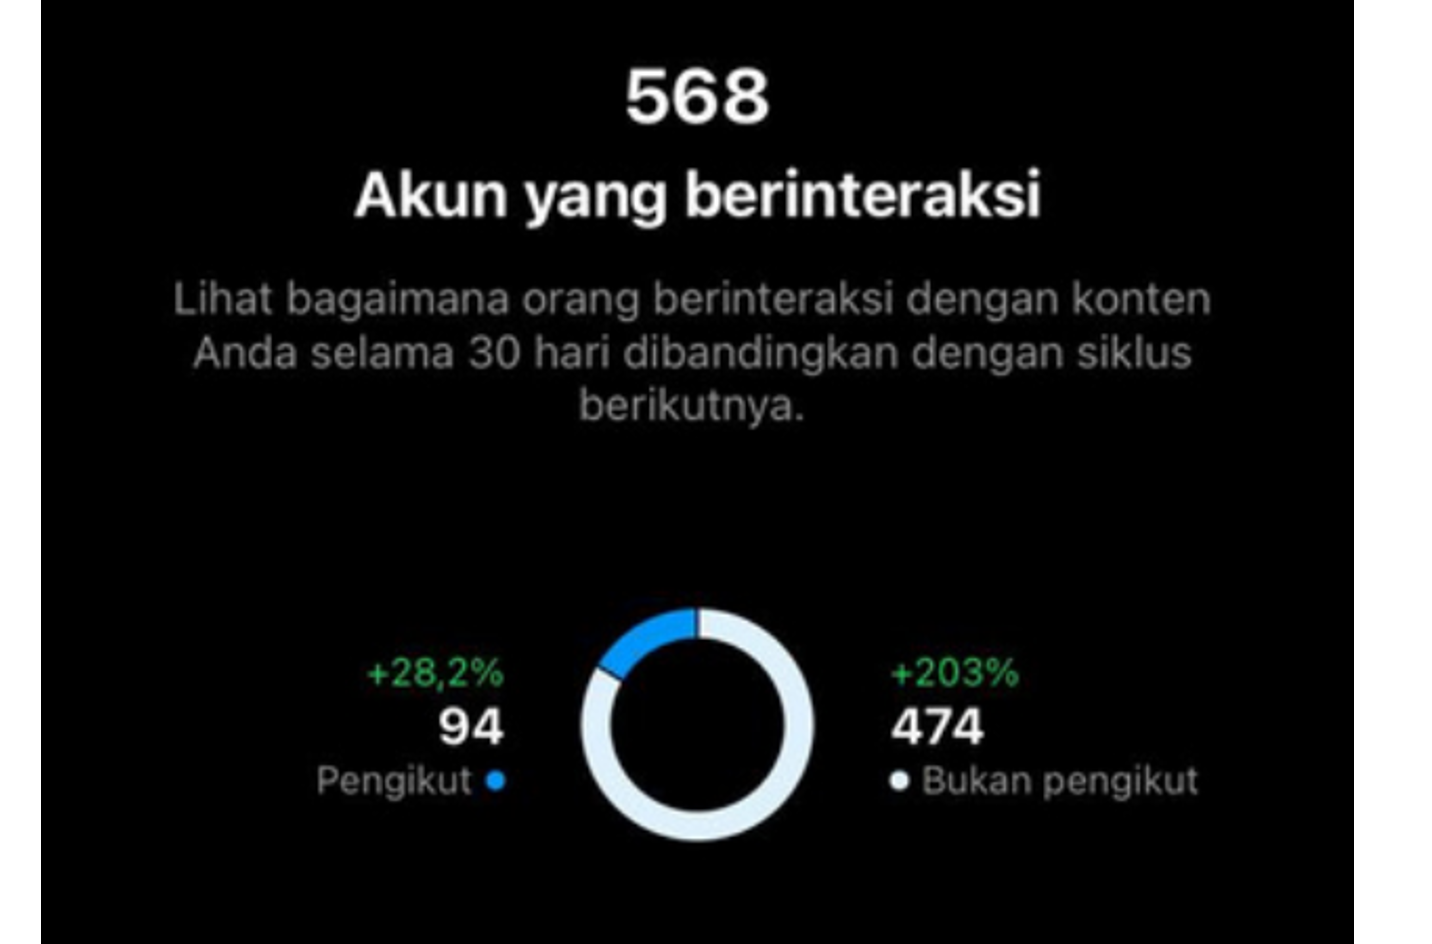 568
Akun yang berinteraksi
Lihat bagaimana orang berinteraksi dengan konten
Anda selama 30 hari dibandingkan dengan siklus
berikutnya.
+28,2%
94
Pengikut
+203%
474
Bukan pengikut